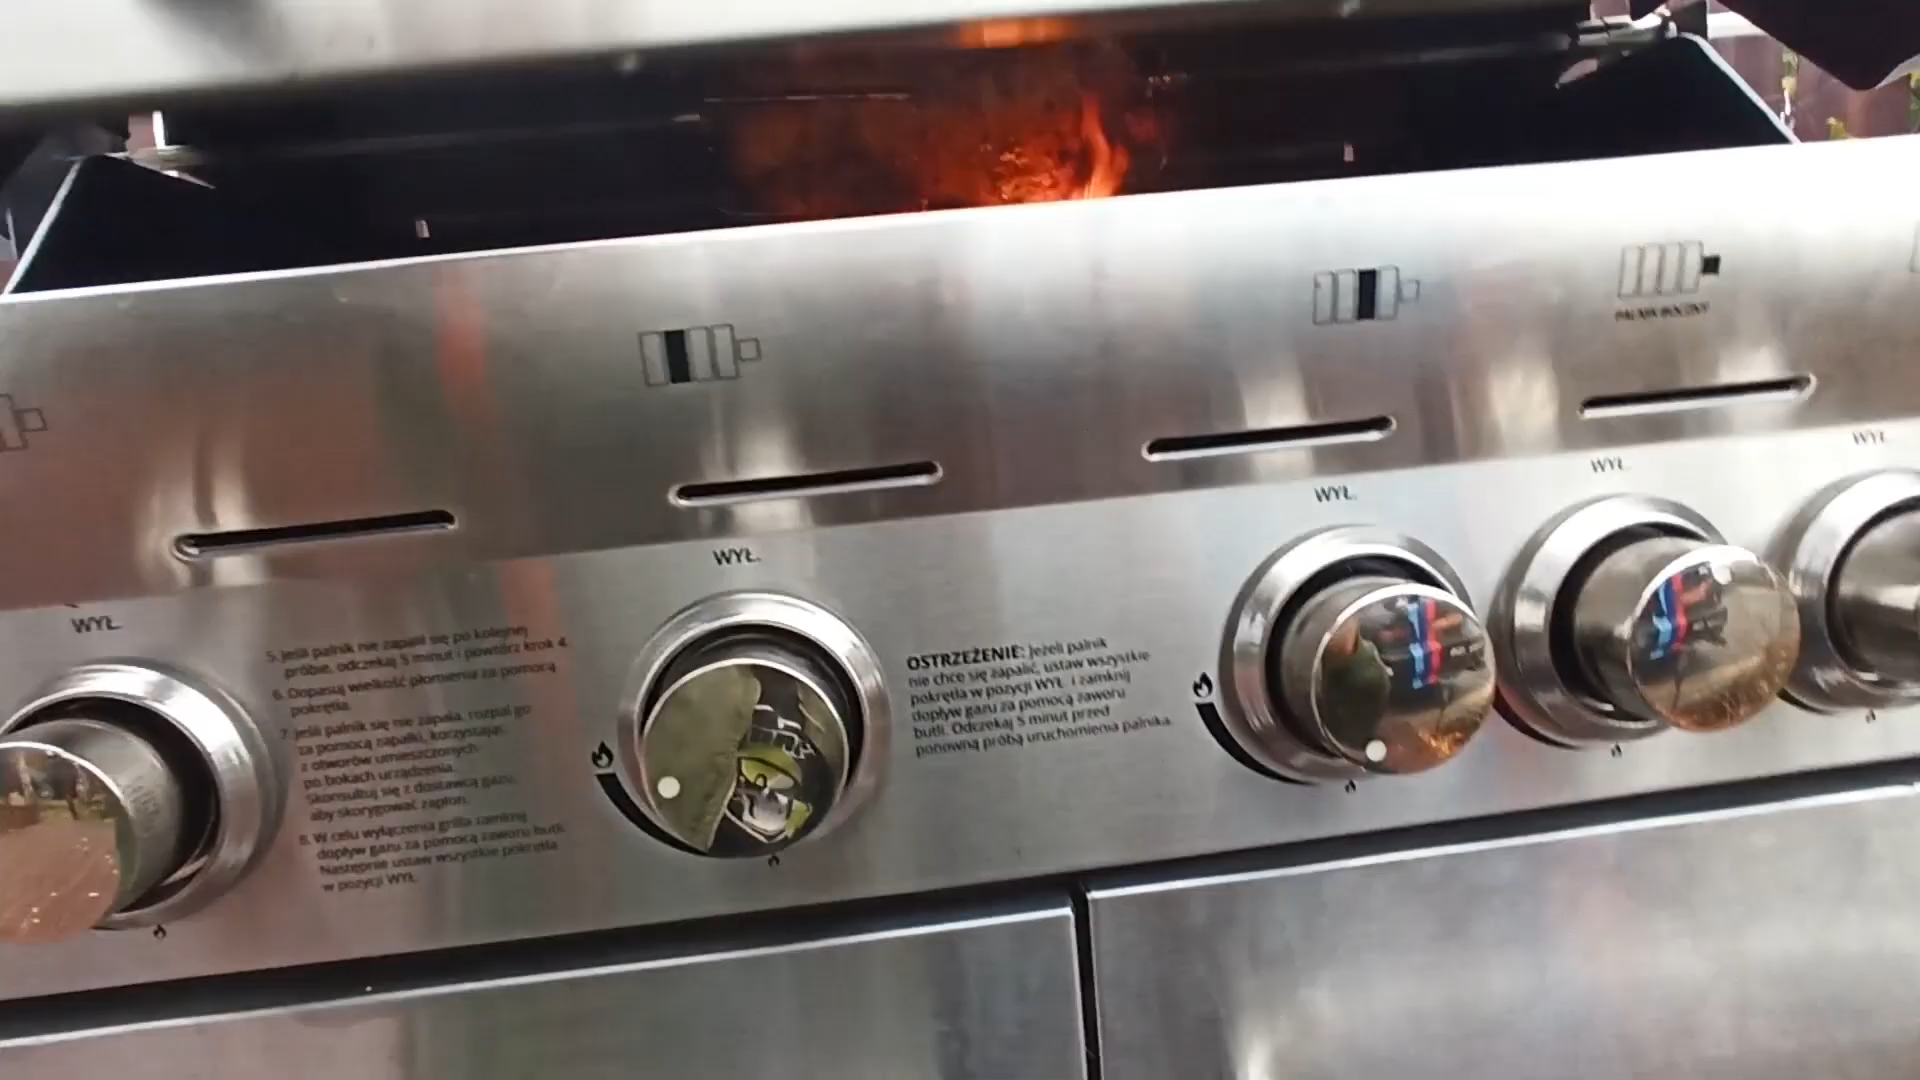 PALNIK BOCZNY
WYŁ.
WYŁ.
WYŁ.
WYŁ.
WYŁ.
5. Jeśli palnik nie zapalił się po kolejnej
próbie, odczekaj 5 minut i powtórz krok 4.
6. Dopasuj wielkość płomienia za pomocą
pokrętła.
7. Jeśli palnik się nie zapala, rozpal go
za pomocą zapałki, korzystając
z otworów umieszczonych
po bokach urządzenia.
Skonsultuj się z dostawcą gazu,
aby skorygować zapłon.
8. W celu wyłączenia grilla zamknij
dopływ gazu za pomocą zaworu butli.
Następnie ustaw wszystkie pokrętła
w pozycji WYŁ.
OSTRZEŻENIE: Jeżeli palnik
nie chce się zapalić, ustaw wszystkie
pokrętła w pozycji WYŁ. i zamknij
dopływ gazu za pomocą zaworu
butli. Odczekaj 5 minut przed
ponowną próbą uruchomienia palnika.